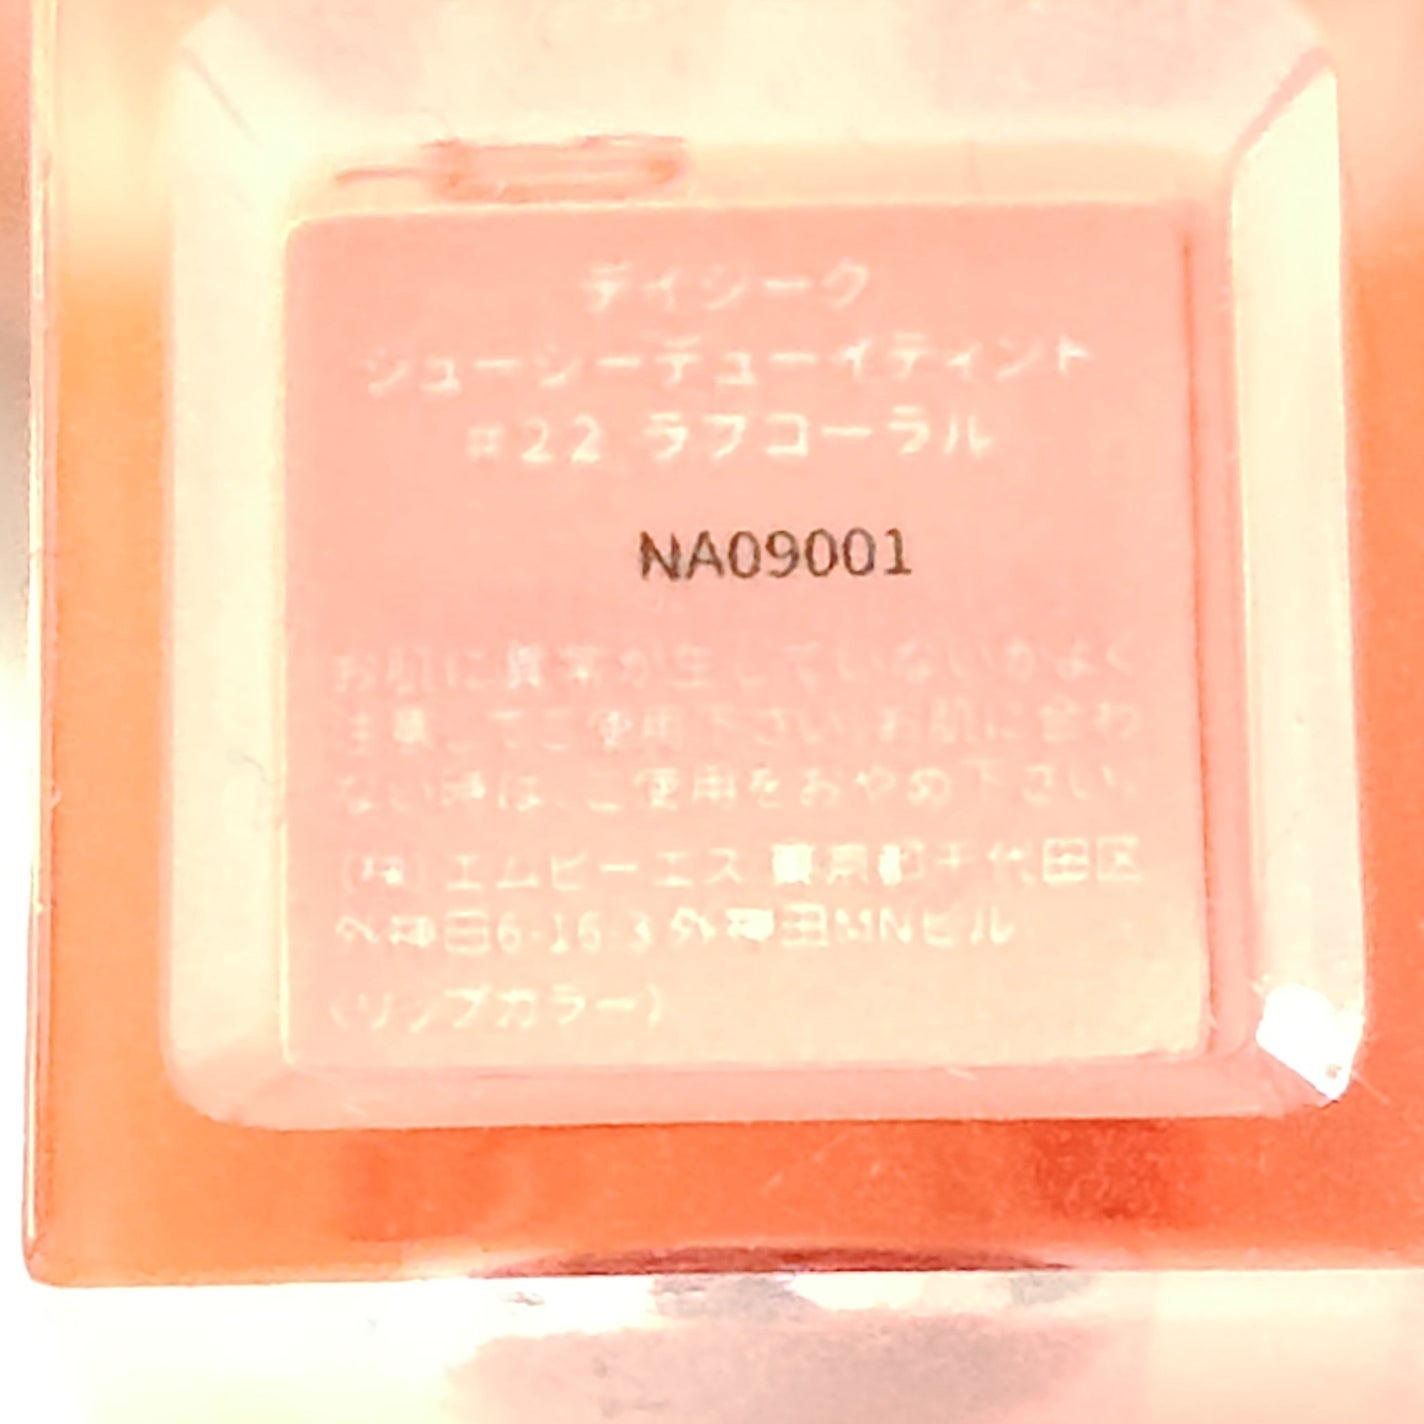 デイジーク
ジューシーデューイティント
#22 ラフコーラル
NA09001
お肌に異常が生じていないかよく
注意してご使用下さい。お肌に合わ
ない時は、ご使用をおやめ下さい。
(株) エムビーエス 東京都千代田区
外神田6-16-3 外神田MNビル
(リップカラー)